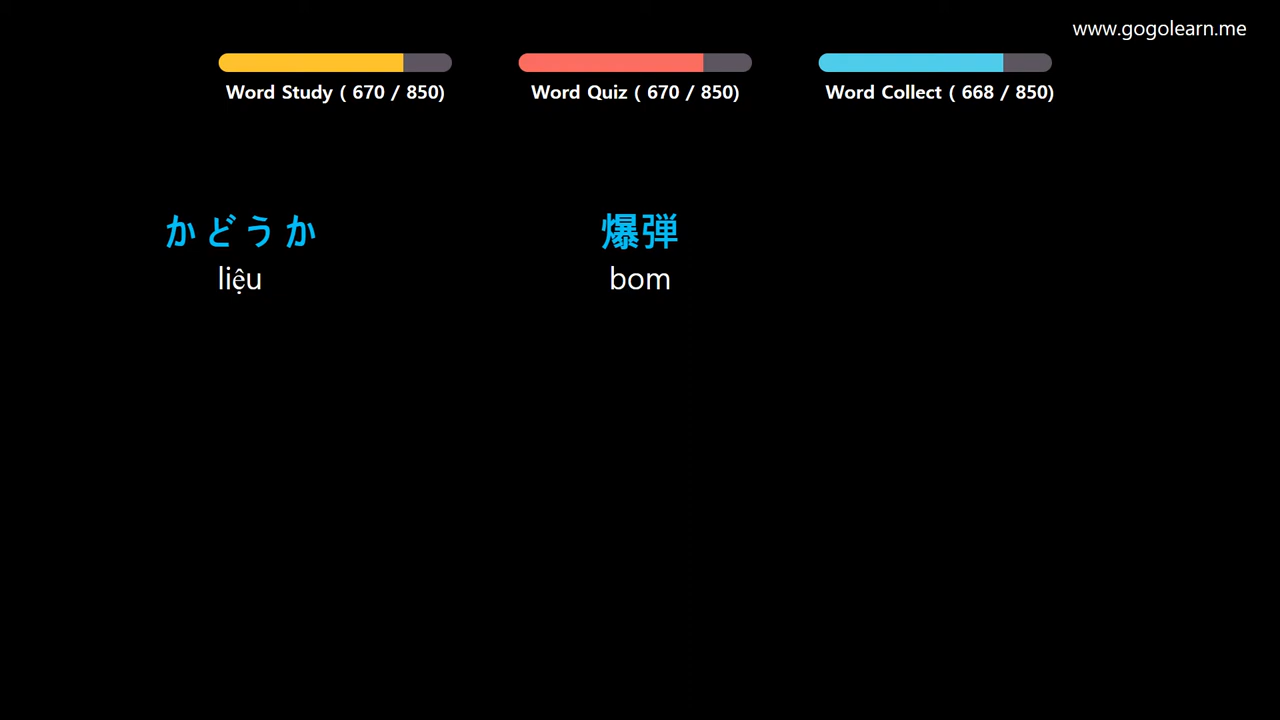 www.gogolearn.me
Word Study ( 670 / 850)
Word Quiz ( 670 / 850)
Word Collect ( 668 / 850)
かどうか
liệu
爆弾
bom